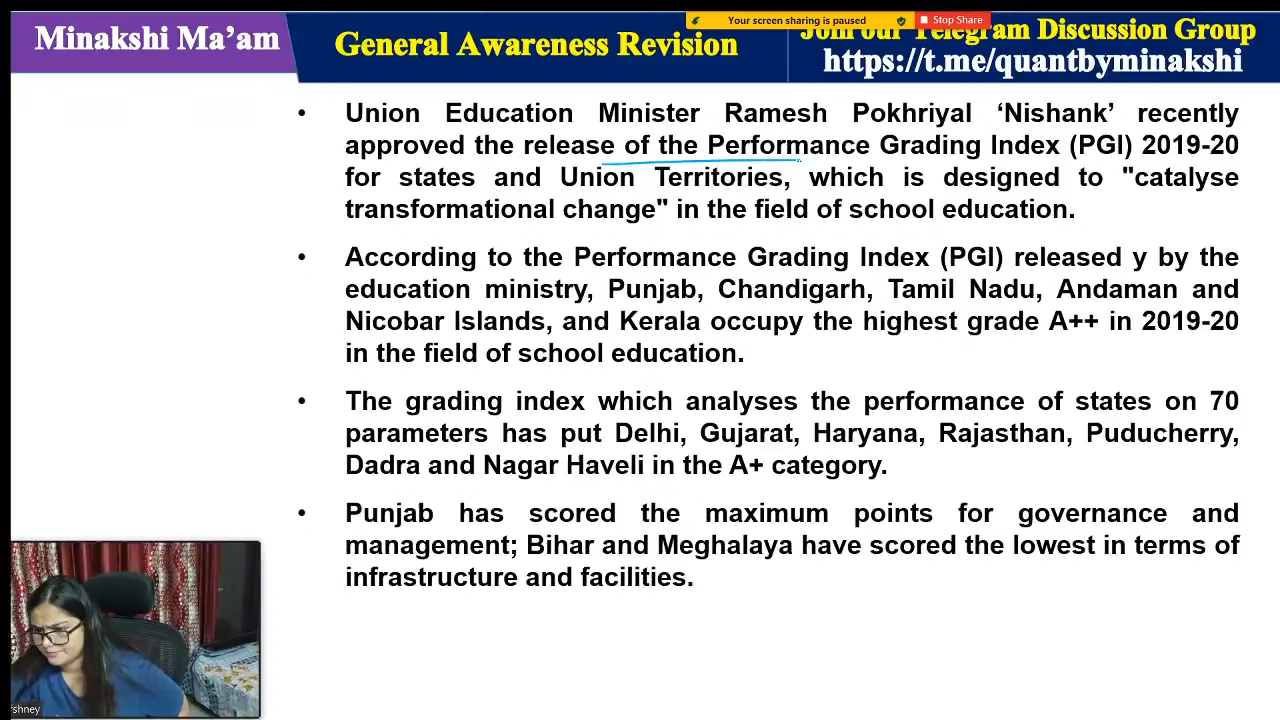 Minakshi Ma’am
General Awareness Revision
Your screen sharing is paused
Stop Share
Join our Telegram Discussion Group
https://t.me/quantbyminakshi
• Union Education Minister Ramesh Pokhriyal ‘Nishank’ recently
approved the release of the Performance Grading Index (PGI) 2019-20
for states and Union Territories, which is designed to "catalyse
transformational change" in the field of school education.
• According to the Performance Grading Index (PGI) released y by the
education ministry, Punjab, Chandigarh, Tamil Nadu, Andaman and
Nicobar Islands, and Kerala occupy the highest grade A++ in 2019-20
in the field of school education.
• The grading index which analyses the performance of states on 70
parameters has put Delhi, Gujarat, Haryana, Rajasthan, Puducherry,
Dadra and Nagar Haveli in the A+ category.
• Punjab has scored the maximum points for governance and
management; Bihar and Meghalaya have scored the lowest in terms of
infrastructure and facilities.